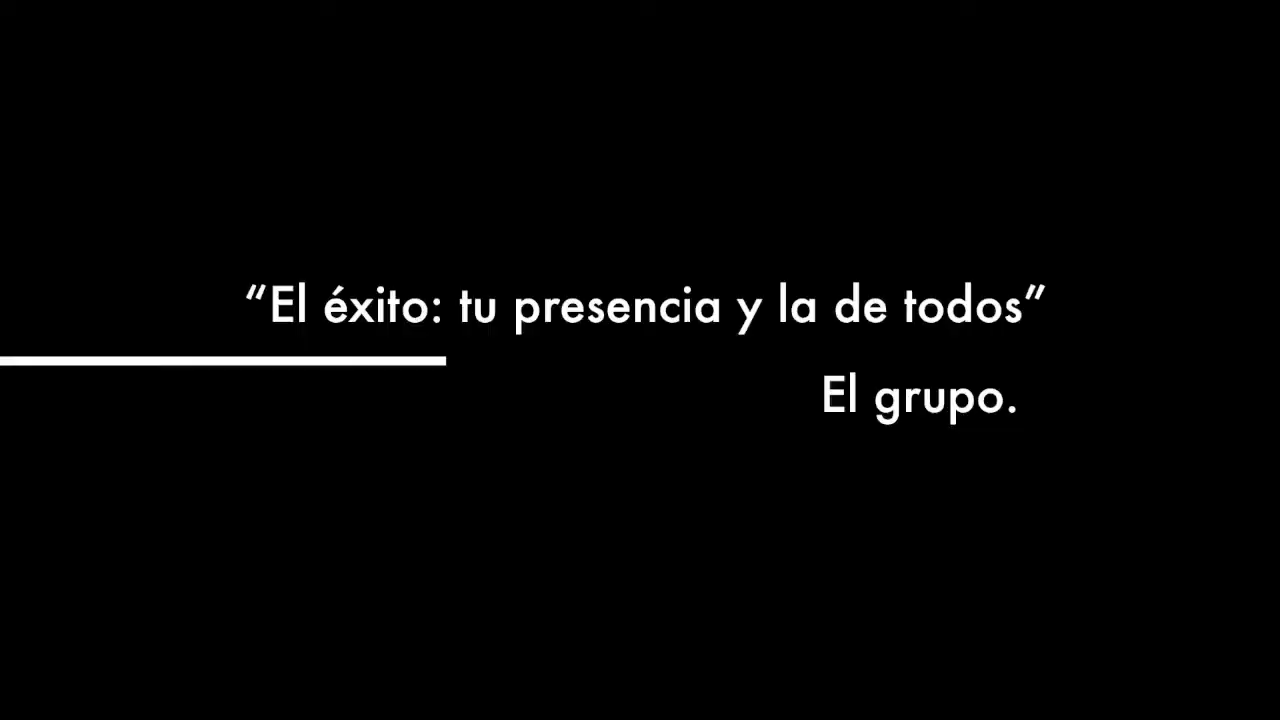 “El éxito: tu presencia y la de todos”
El grupo.